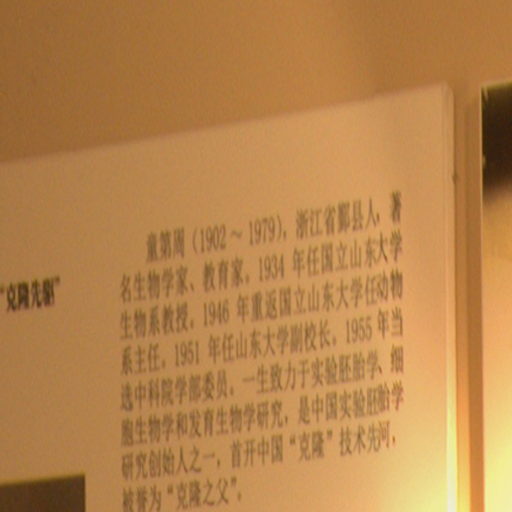 童第周（1902～1979），浙江省鄞县人，著
名生物学家、教育家。1934 年任国立山东大学
生物系教授。1946 年重返国立山东大学任动物
系主任。1951 年任山东大学副校长。1955 年当
选中科院学部委员。一生致力于实验胚胎学、细
胞生物学和发育生物学研究，是中国实验胚胎学
研究创始人之一，首开中国“克隆”技术先河，
被誉为“克隆之父”。
“克隆先驱”